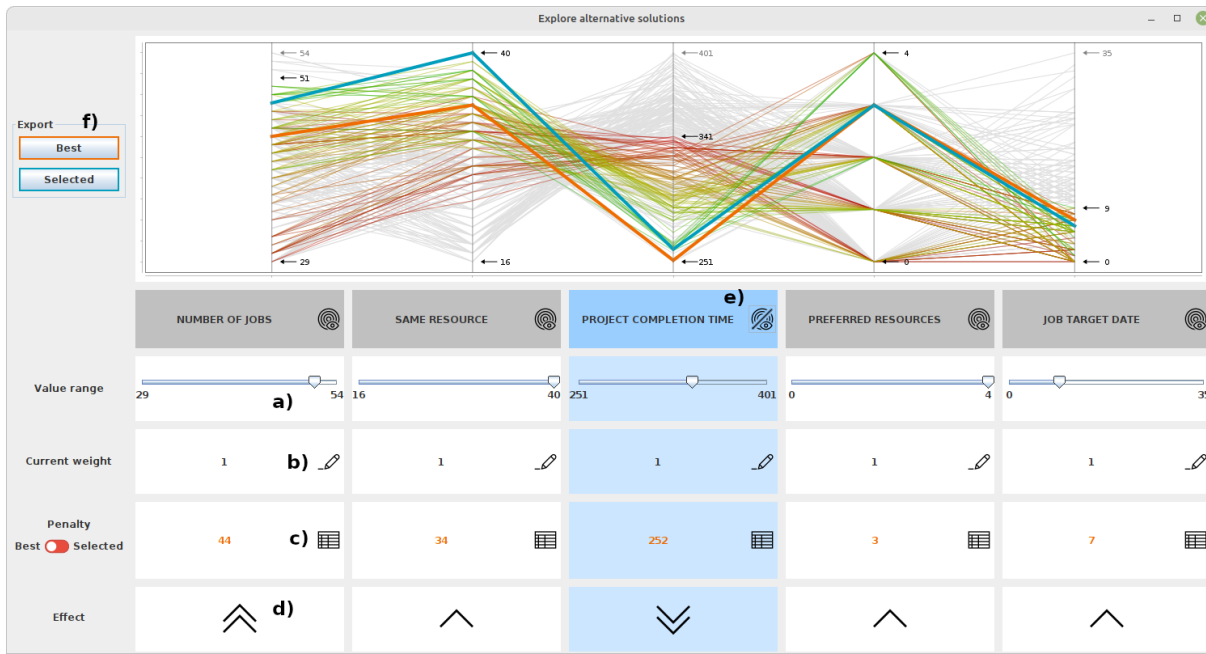 Explore alternative solutions
54
40
401
4
35
51
f)
Export
Best
Selected
341
9
29
16
251
0
0
e)
NUMBER OF JOBS
SAME RESOURCE
PROJECT COMPLETION TIME
PREFERRED RESOURCES
JOB TARGET DATE
Value range
29 54 16 40 251 401 0 4 0 35
a)
Current weight
1 b) 1 1 1 1
Penalty
Best Selected
44 c) 34 252 3 7
Effect
d)